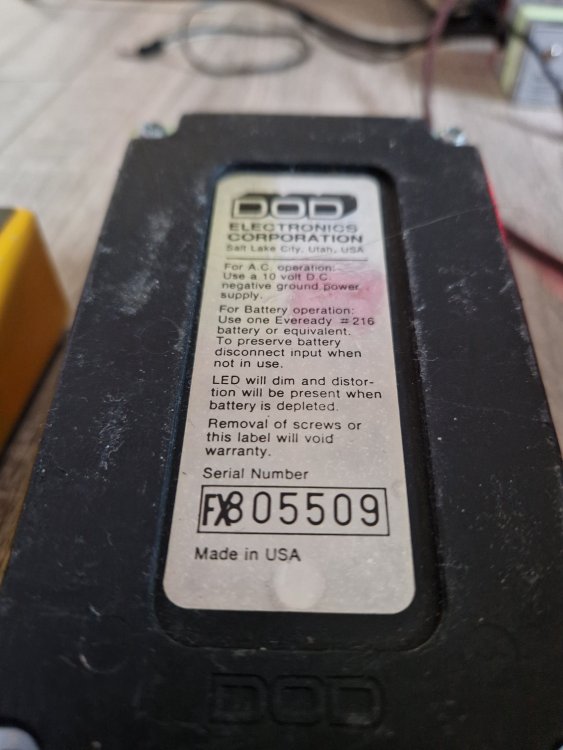 DOD
ELECTRONICS
CORPORATION
Salt Lake City, Utah, USA
For A.C. operation:
Use a 10 volt D.C.
negative ground power
supply.
For Battery operation:
Use one Eveready #216
battery or equivalent.
To preserve battery
disconnect input when
not in use.
LED will dim and distor-
tion will be present when
battery is depleted.
Removal of screws or
this label will void
warranty.
Serial Number
FX805509
Made in USA
DOD